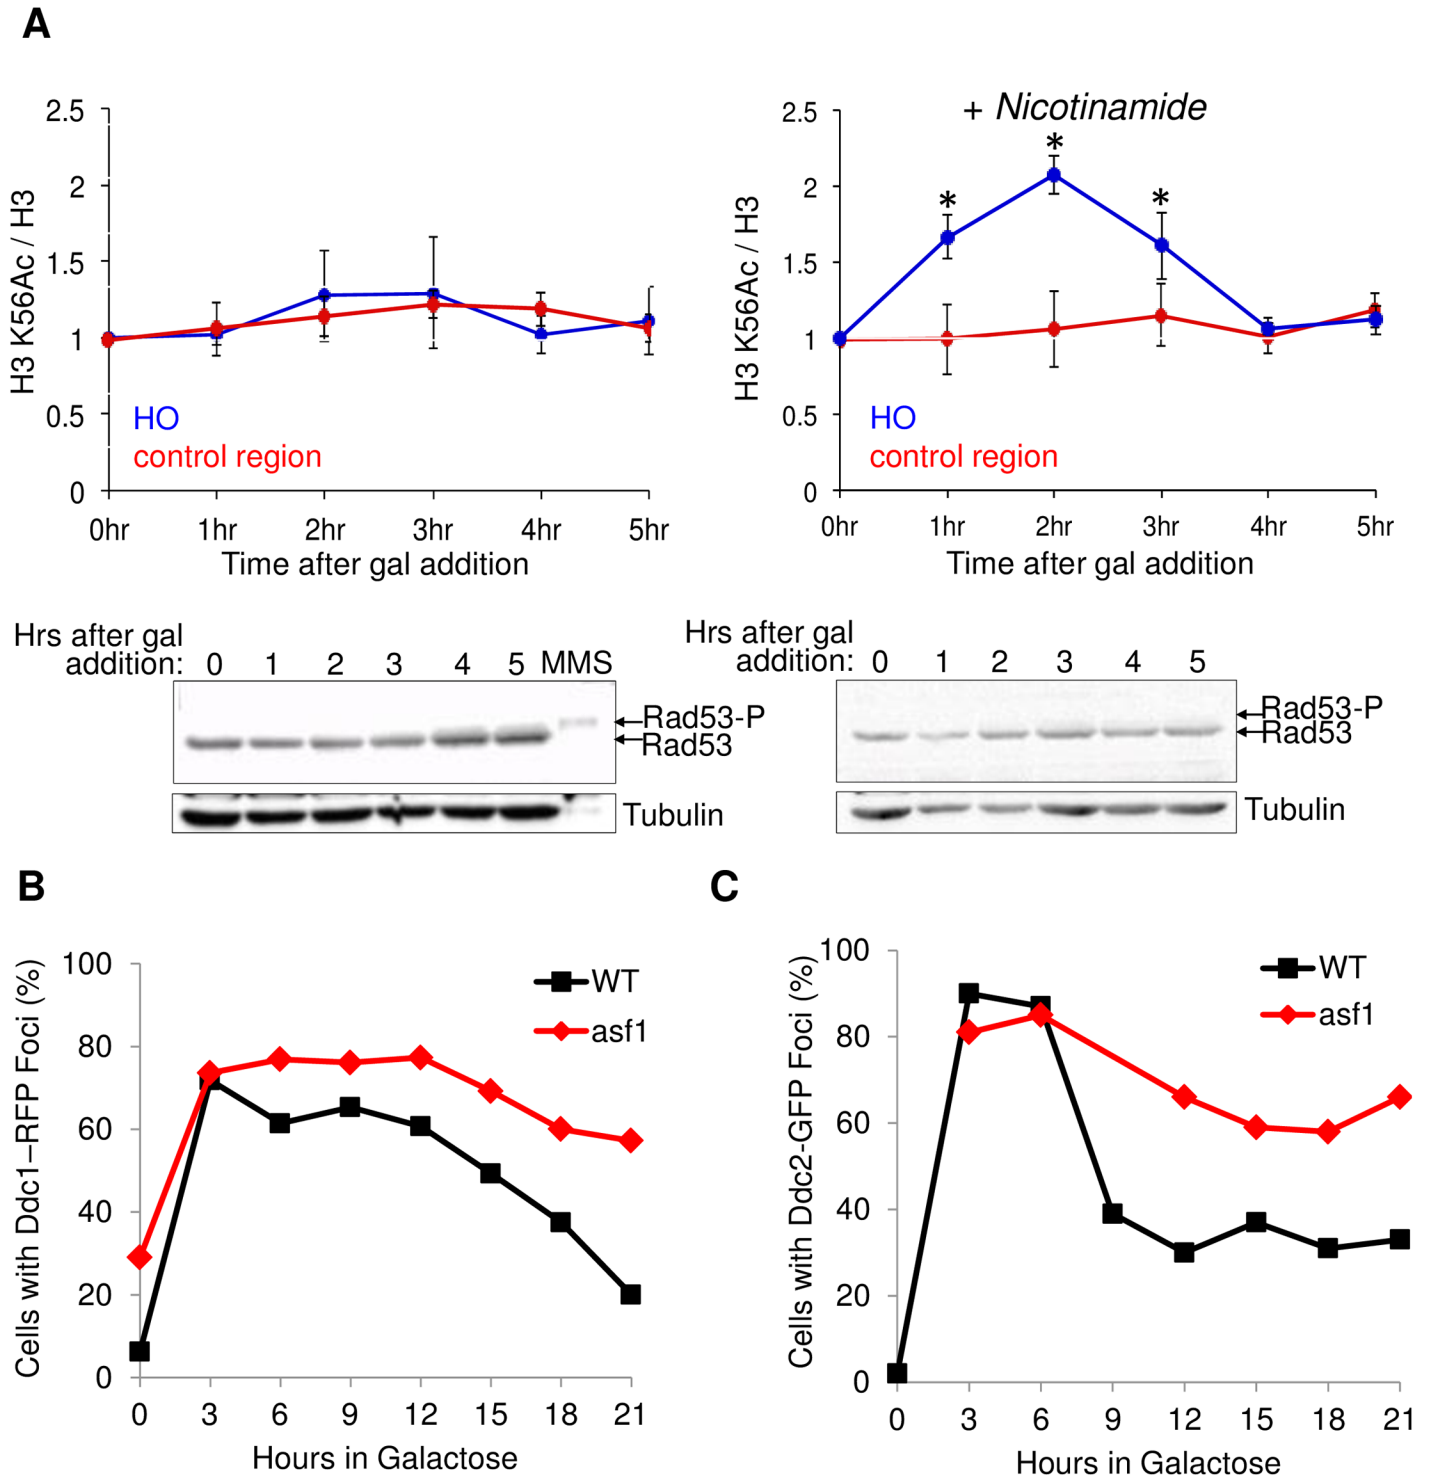 A
2.5
2
1.5
1
0.5
0
H3 K56Ac / H3
HO
control region
0hr 1hr 2hr 3hr 4hr 5hr
Time after gal addition
+ Nicotinamide
2.5
2
1.5
1
0.5
0
H3 K56Ac / H3
* * *
HO
control region
0hr 1hr 2hr 3hr 4hr 5hr
Time after gal addition
Hrs after gal
addition: 0 1 2 3 4 5 MMS
Rad53-P
Rad53
Tubulin
Hrs after gal
addition: 0 1 2 3 4 5
Rad53-P
Rad53
Tubulin
B
Cells with Ddc1–RFP Foci (%)
100
80
60
40
20
0
WT
asf1
0 3 6 9 12 15 18 21
Hours in Galactose
C
Cells with Ddc2-GFP Foci (%)
100
80
60
40
20
0
WT
asf1
0 3 6 9 12 15 18 21
Hours in Galactose